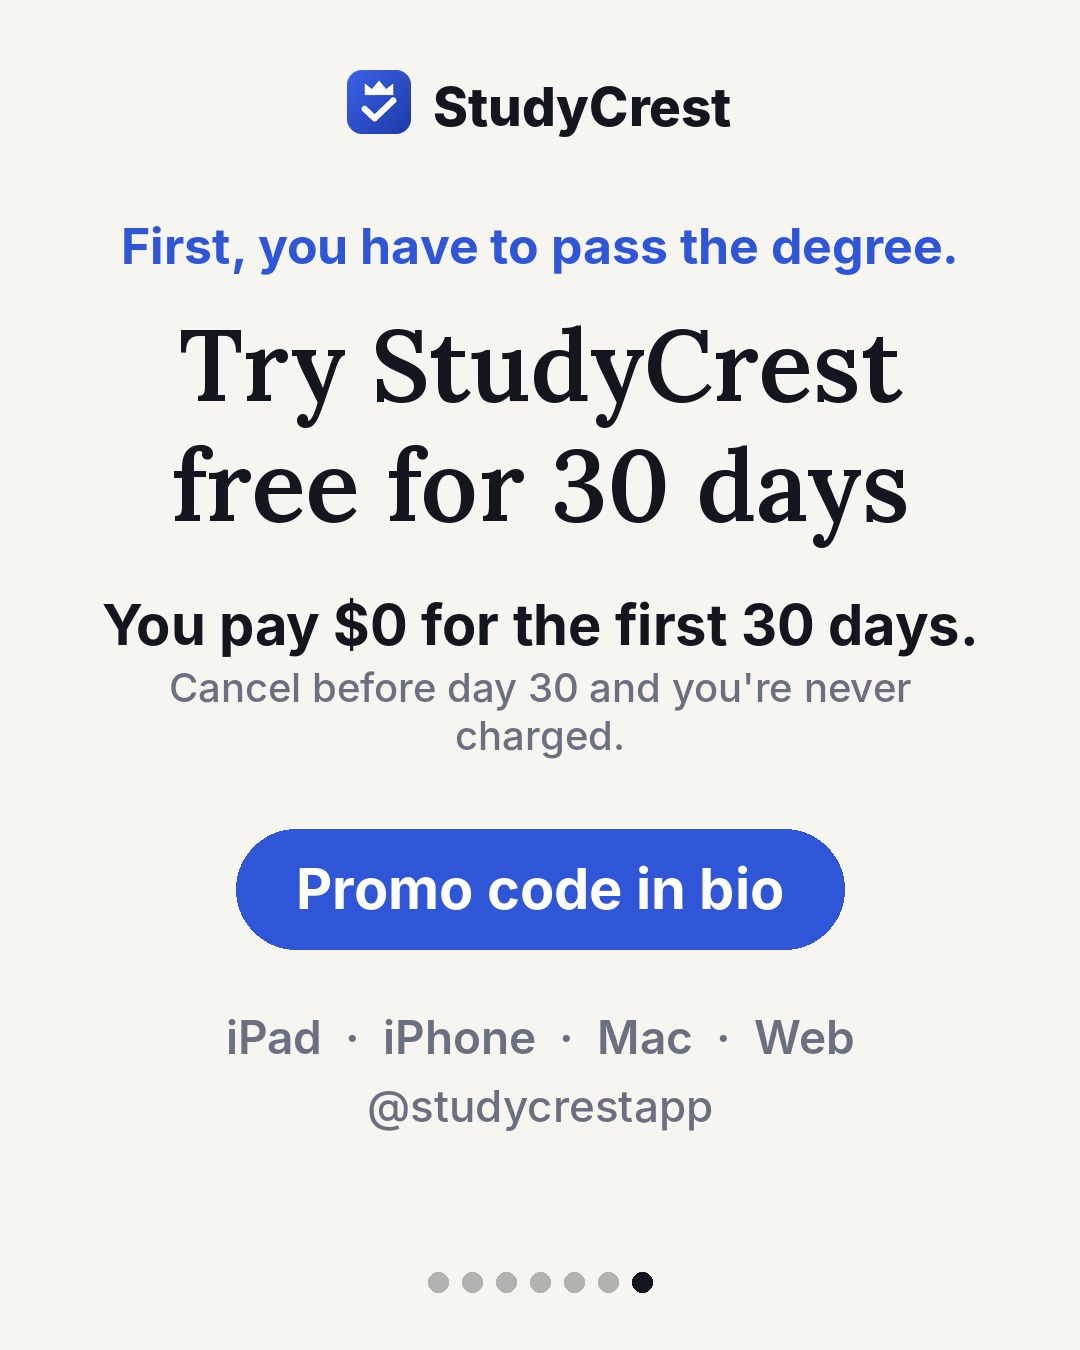 StudyCrest
First, you have to pass the degree.
Try StudyCrest
free for 30 days
You pay $0 for the first 30 days.
Cancel before day 30 and you're never
charged.
Promo code in bio
iPad · iPhone · Mac · Web
@studycrestapp